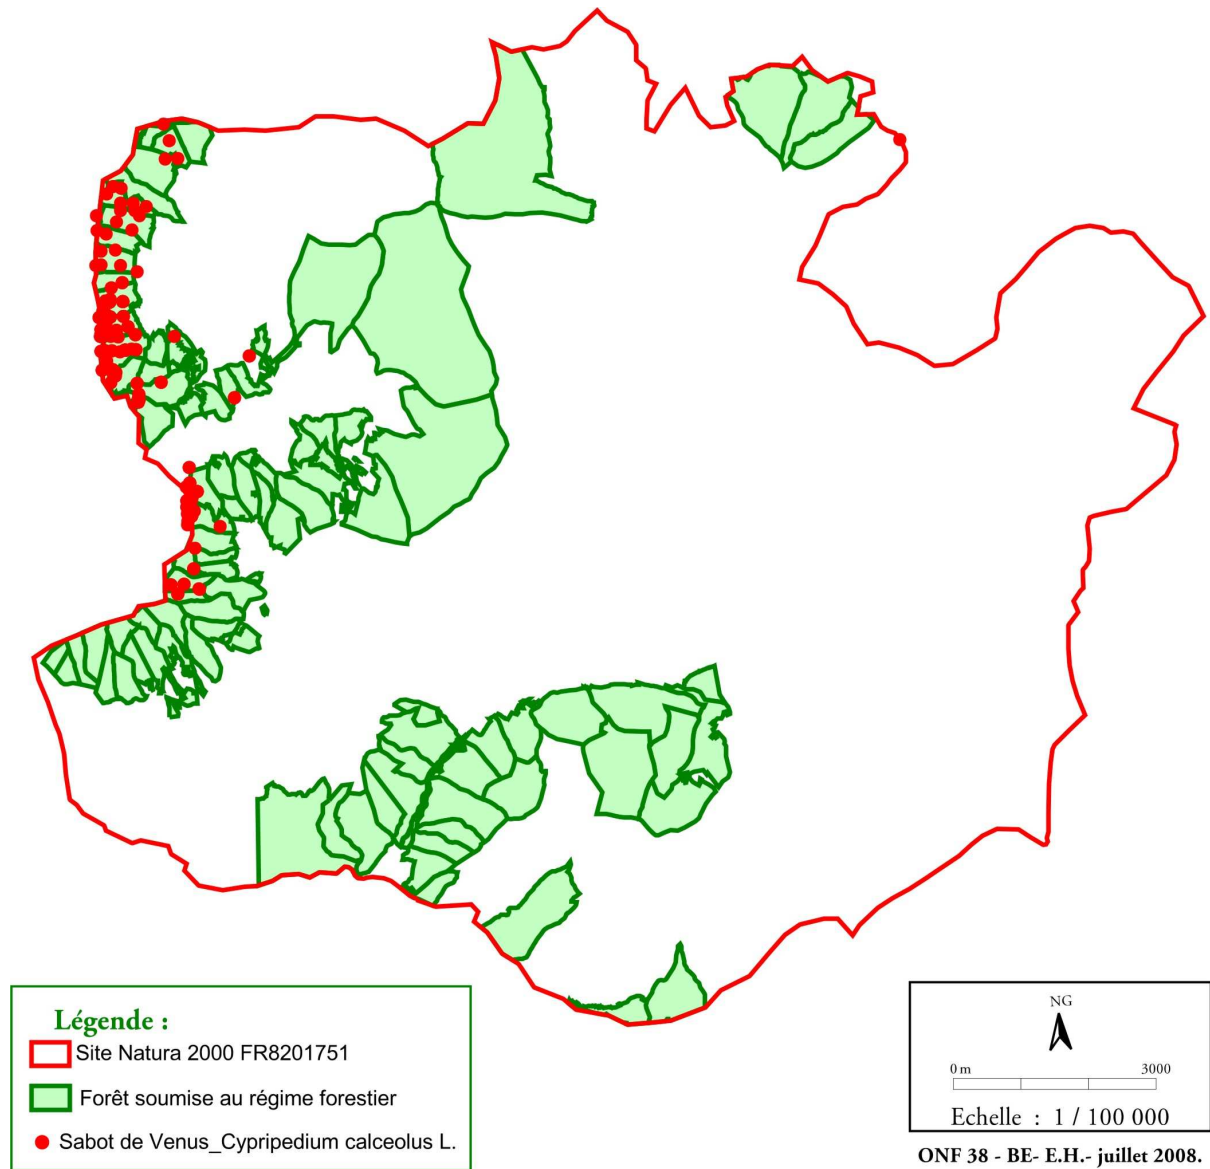 Légende :
Site Natura 2000 FR8201751
Forêt soumise au régime forestier
Sabot de Venus_Cypripedium calceolus L.
NG
0 m 3000
Echelle : 1 / 100 000
ONF 38 - BE- E.H.- juillet 2008.